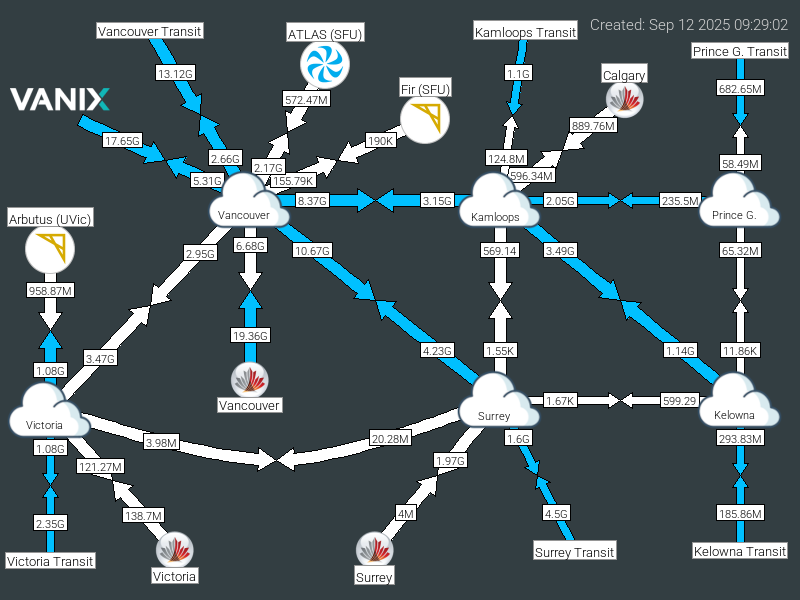 Created: Sep 12 2025 09:29:02
Vancouver Transit
ATLAS (SFU)
Kamloops Transit
Prince G. Transit
13.12G
1.1G
Calgary
682.65M
VANIX
572.47M
Fir (SFU)
889.76M
17.65G
190K
2.66G
2.17G
124.8M
58.49M
5.31G
155.79K
596.34M
8.37G
3.15G
2.05G
235.5M
Arbutus (UVic)
Vancouver
Kamloops
Prince G.
2.95G
6.68G
10.67G
569.14
3.49G
65.32M
958.87M
19.36G
3.47G
4.23G
1.55K
1.14G
11.86K
1.08G
Vancouver
1.67K
599.29
Victoria
Surrey
Kelowna
3.98M
20.28M
1.6G
293.83M
1.08G
121.27M
1.97G
2.35G
138.7M
4M
4.5G
185.86M
Victoria Transit
Victoria
Surrey
Surrey Transit
Kelowna Transit